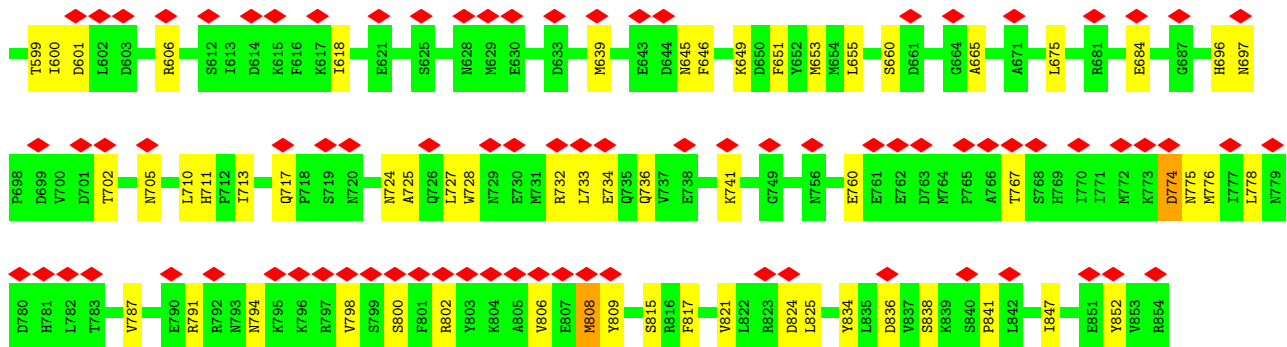 T599 I600 D601 L602 D603 R606 S612 I613 D614 K615 F616 K617 I618 E621 S625 N628 M629 E630 D633 M639 E643 D644 N645 F646 K649 D650 F651 Y652 M653 M654 L655 S660 D661 G664 A665 A671 L675 R681 E684 G687 H696 N697
P698 D699 V700 D701 T702 N705 L710 H711 P712 I713 Q717 P718 S719 N720 N724 A725 Q726 L727 W728 N729 E730 M731 R732 L733 E734 Q735 Q736 V737 E738 K741 G749 N756 E760 E761 E762 D763 M764 P765 A766 T767 S768 H769 I770 I771 M772 K773 D774 N775 M776 I777 L778 N779
D780 H781 L782 T783 V787 E790 R791 R792 N793 N794 K795 K796 R797 V798 S799 S800 F801 R802 Y803 K804 A805 V806 E807 M808 Y809 S815 R816 F817 V821 L822 R823 D824 L825 Y834 L835 D836 V837 S838 K839 S840 P841 L842 I847 E851 Y852 V853 R854